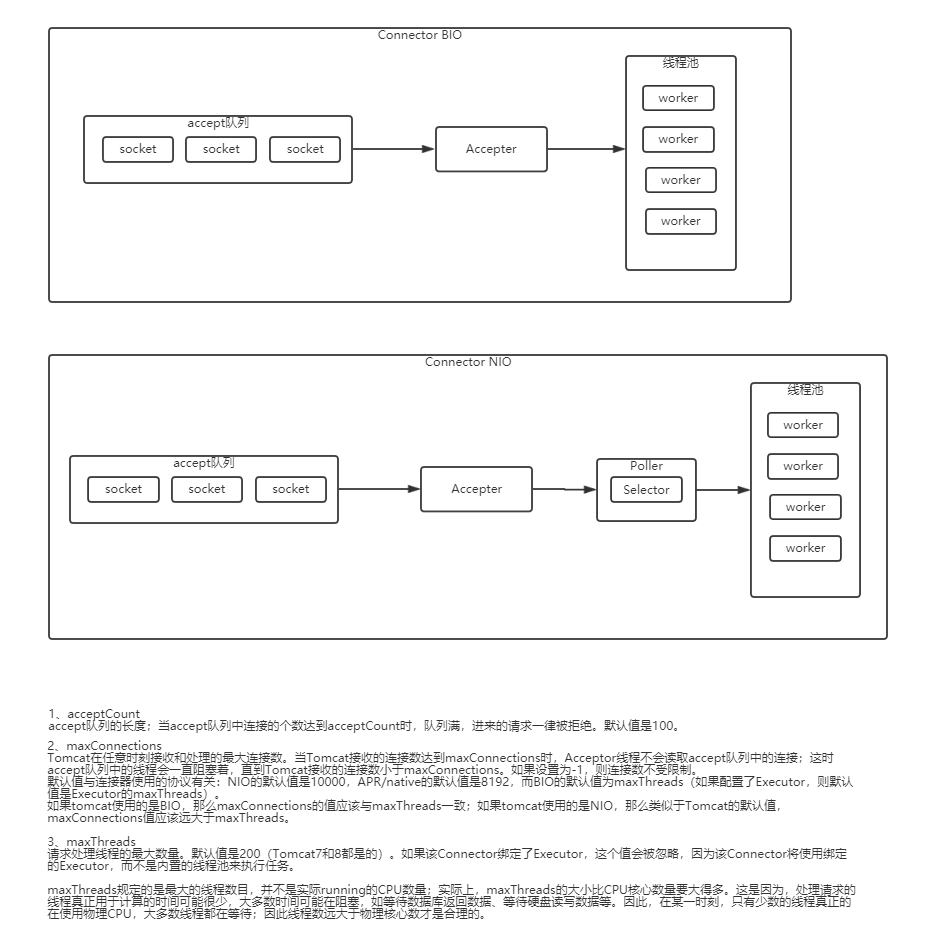 Connector BIO
线程池
worker
accept队列
socket
socket
socket
Accepter
worker
worker
worker
Connector NIO
线程池
worker
accept队列
socket
socket
socket
Accepter
Poller
Selector
worker
worker
worker
1、acceptCount
accept队列的长度；当accept队列中连接的个数达到acceptCount时，队列满，进来的请求一律被拒绝。默认值是100。
2、maxConnections
Tomcat在任意时刻接收和处理的最大连接数。当Tomcat接收的连接数达到maxConnections时，Acceptor线程不会读取accept队列中的连接；这时
accept队列中的线程会一直阻塞着，直到Tomcat接收的连接数小于maxConnections。如果设置为-1，则连接数不受限制。
默认值与连接器使用的协议有关：NIO的默认值是10000，APR/native的默认值是8192，而BIO的默认值为maxThreads（如果配置了Executor，则默认
值是Executor的maxThreads）。
如果tomcat使用的是BIO，那么maxConnections的值应该与maxThreads一致；如果tomcat使用的是NIO，那么类似于Tomcat的默认值，
maxConnections值应该远大于maxThreads。
3、maxThreads
请求处理线程的最大数量。默认值是200（Tomcat7和8都是的）。如果该Connector绑定了Executor，这个值会被忽略，因为该Connector将使用绑定
的Executor，而不是内置的线程池来执行任务。
maxThreads规定的是最大的线程数目，并不是实际running的CPU数量；实际上，maxThreads的大小比CPU核心数量要大得多。这是因为，处理请求的
线程真正用于计算的时间可能很少，大多数时间可能在阻塞，如等待数据库返回数据、等待硬盘读写数据等。因此，在某一时刻，只有少数的线程真正的
在使用物理CPU，大多数线程都在等待；因此线程数远大于物理核心数才是合理的。